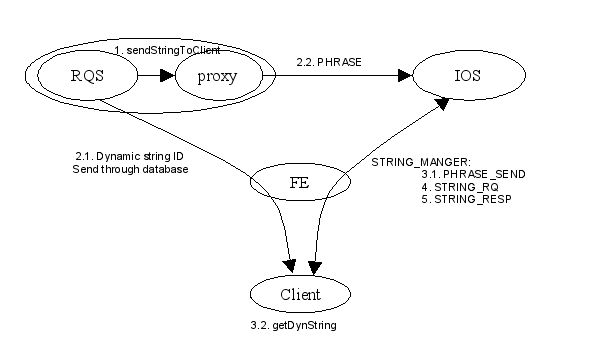 1. sendStringToClient
RQS
proxy
2.2. PHRASE
IOS
2.1. Dynamic string ID
Send through database
FE
STRING_MANGER:
3.1. PHRASE_SEND
4. STRING_RQ
5. STRING_RESP
Client
3.2. getDynString